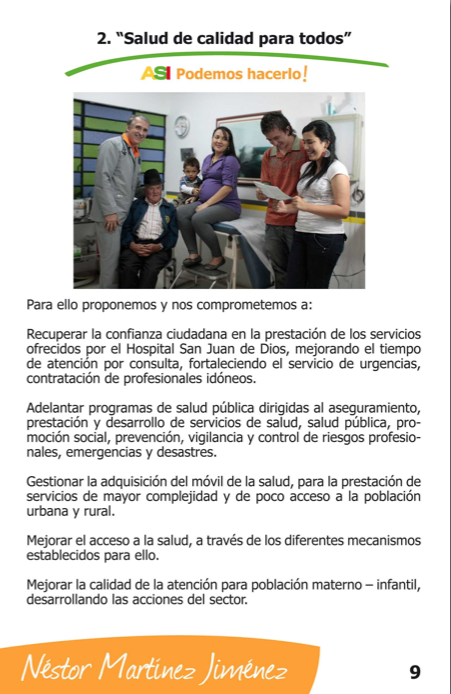 2. “Salud de calidad para todos”
ASI Podemos hacerlo!
Para ello proponemos y nos comprometemos a:
Recuperar la confianza ciudadana en la prestación de los servicios
ofrecidos por el Hospital San Juan de Dios, mejorando el tiempo
de atención por consulta, fortaleciendo el servicio de urgencias,
contratación de profesionales idóneos.
Adelantar programas de salud pública dirigidas al aseguramiento,
prestación y desarrollo de servicios de salud, salud pública, pro-
moción social, prevención, vigilancia y control de riesgos profesio-
nales, emergencias y desastres.
Gestionar la adquisición del móvil de la salud, para la prestación de
servicios de mayor complejidad y de poco acceso a la población
urbana y rural.
Mejorar el acceso a la salud, a través de los diferentes mecanismos
establecidos para ello.
Mejorar la calidad de la atención para población materno – infantil,
desarrollando las acciones del sector.
Néstor Martínez Jiménez
9